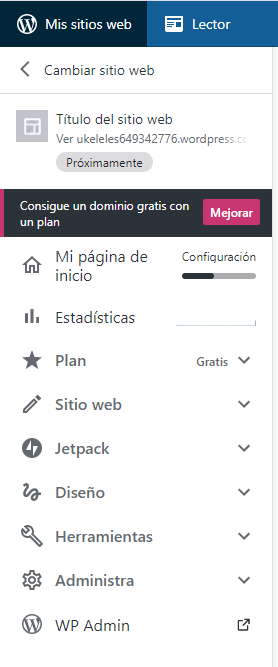 Mis sitios web Lector
Cambiar sitio web
Título del sitio web
Ver ukeleles649342776.wordpress.co
Próximamente
Consigue un dominio gratis con
un plan
Mejorar
Mi página de
inicio
Configuración
Estadísticas
Plan Gratis
Sitio web
Jetpack
Diseño
Herramientas
Administra
WP Admin